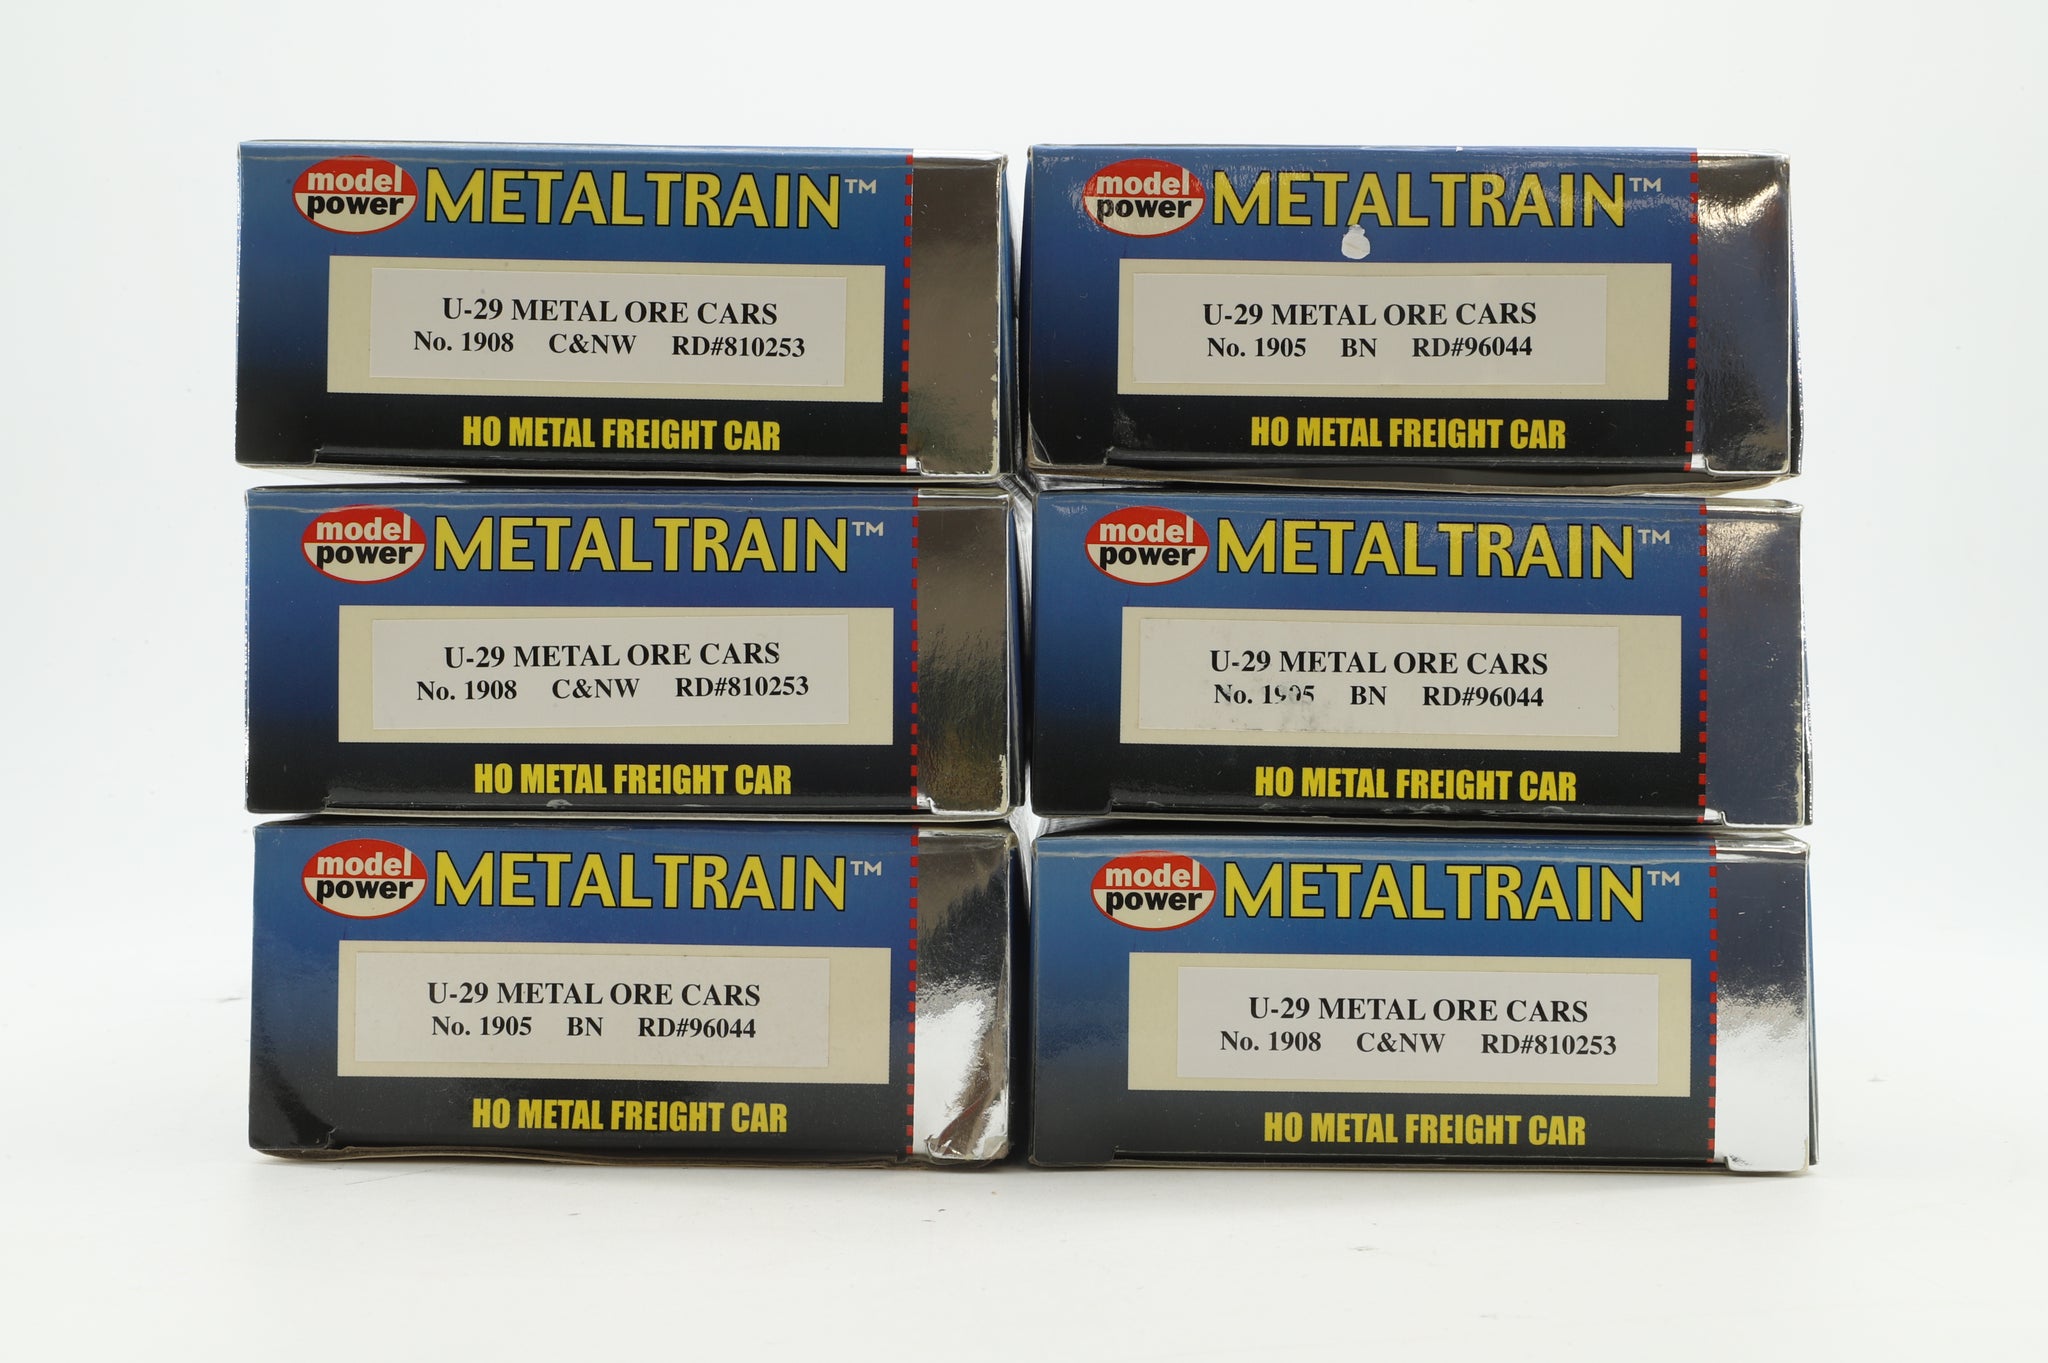 model power METALTRAIN™
U-29 METAL ORE CARS
No. 1908 C&NW RD#810253
HO METAL FREIGHT CAR
model power METALTRAIN™
U-29 METAL ORE CARS
No. 1905 BN RD#96044
HO METAL FREIGHT CAR
model power METALTRAIN™
U-29 METAL ORE CARS
No. 1908 C&NW RD#810253
HO METAL FREIGHT CAR
model power METALTRAIN™
U-29 METAL ORE CARS
No. 1905 BN RD#96044
HO METAL FREIGHT CAR
model power METALTRAIN™
U-29 METAL ORE CARS
No. 1905 BN RD#96044
HO METAL FREIGHT CAR
model power METALTRAIN™
U-29 METAL ORE CARS
No. 1908 C&NW RD#810253
HO METAL FREIGHT CAR